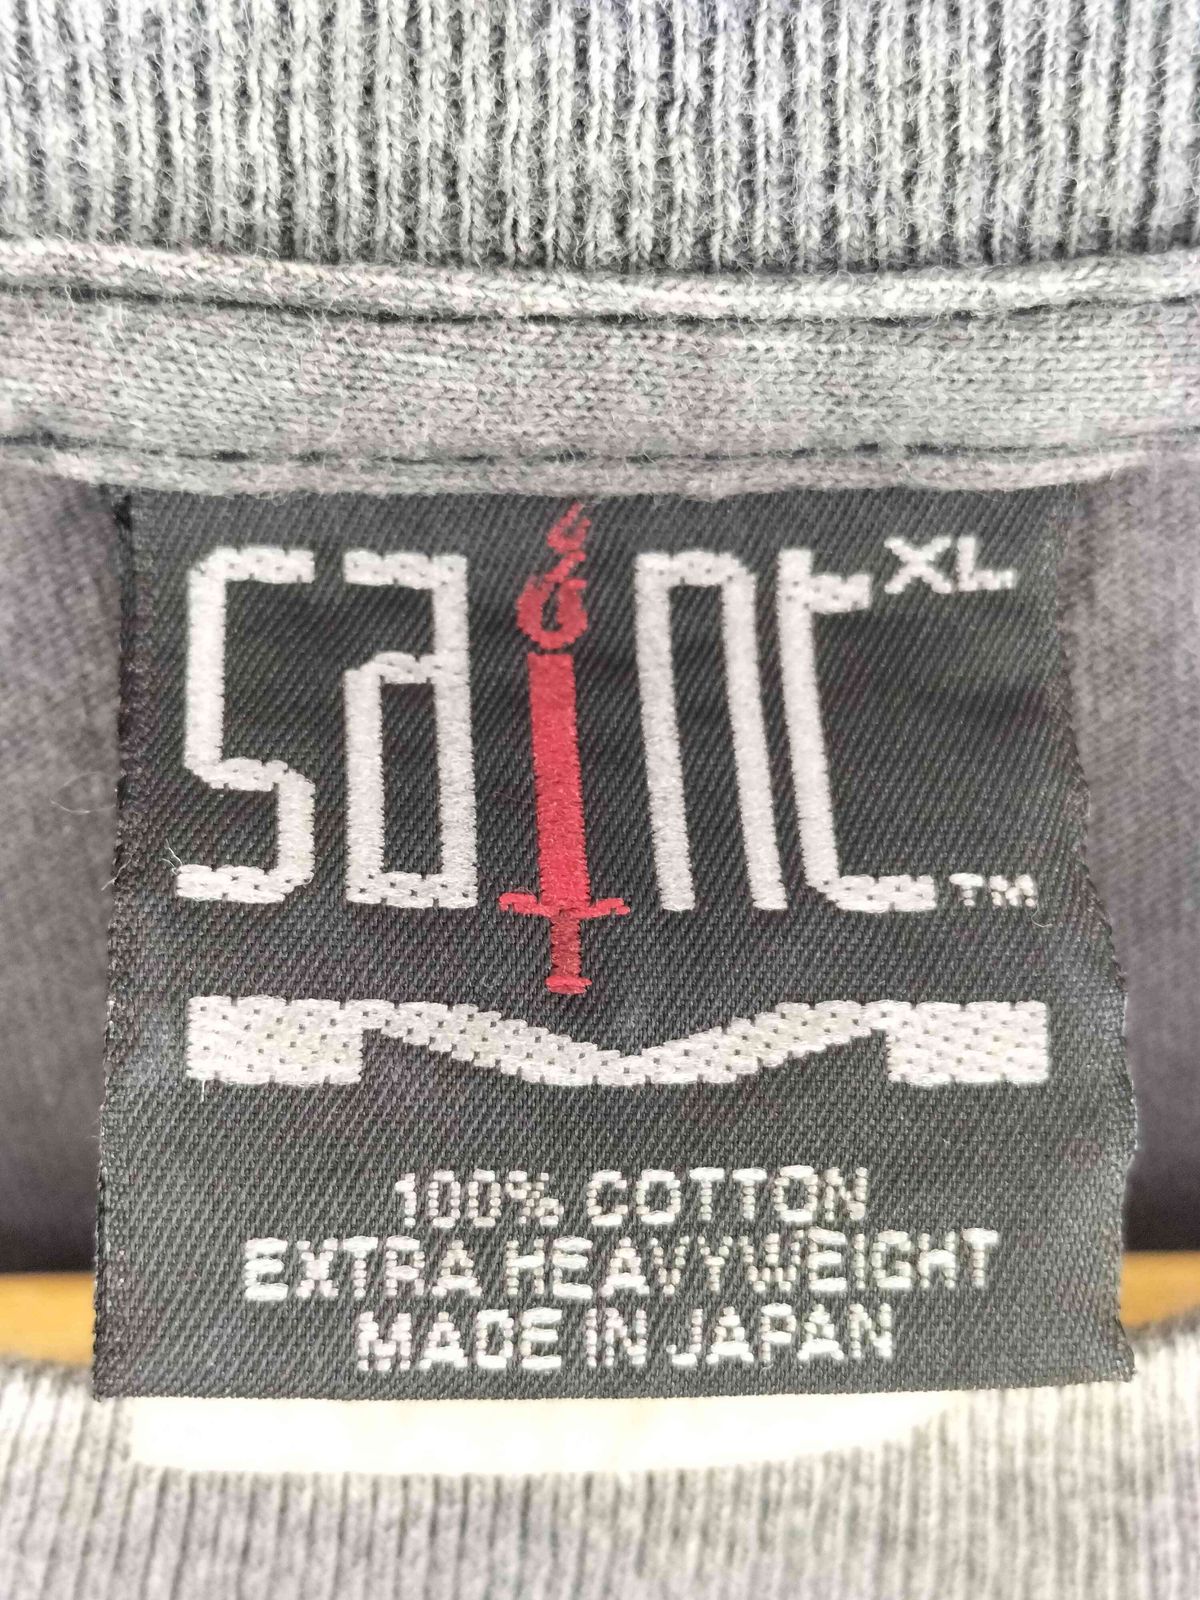 saint XL
TM
100% COTTON
EXTRA HEAVYWEIGHT
MADE IN JAPAN